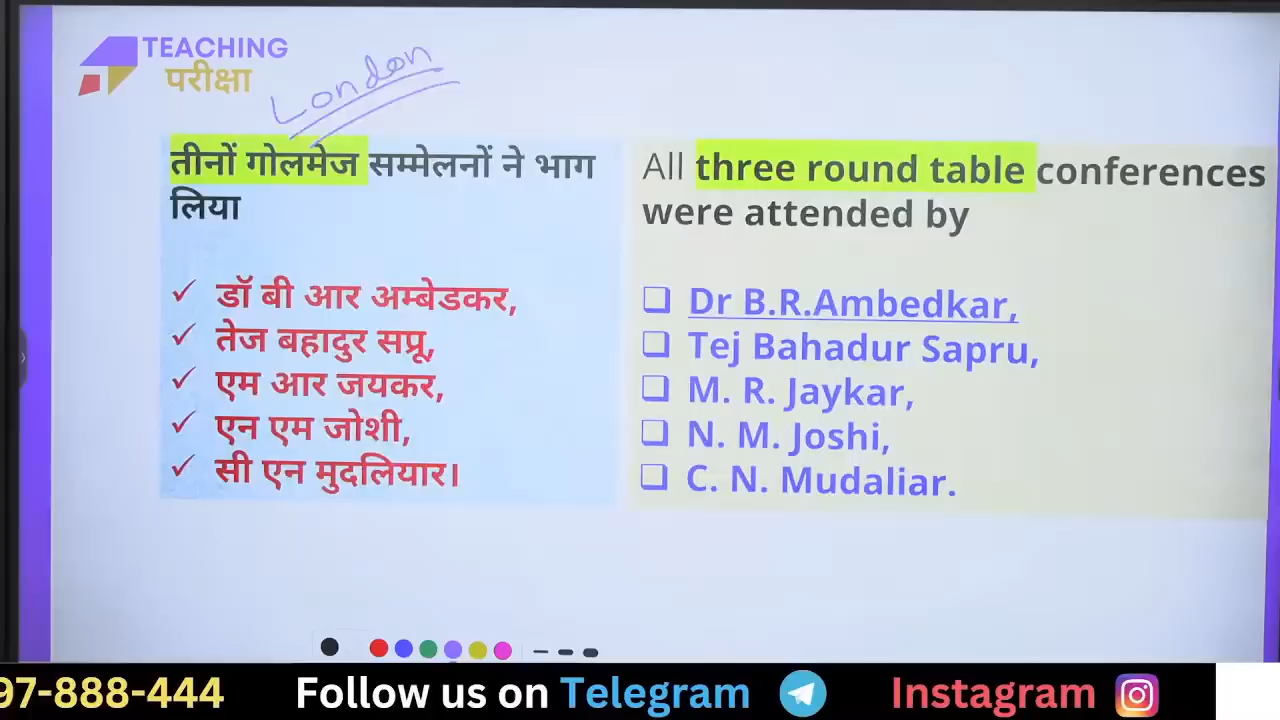 TEACHING
परीक्षा
London
तीनों गोलमेज सम्मेलनों ने भाग
लिया
डॉ बी आर अम्बेडकर,
तेज बहादुर सप्रू,
एम आर जयकर,
एन एम जोशी,
सी एन मुदलियार।
All three round table conferences
were attended by
Dr B.R.Ambedkar,
Tej Bahadur Sapru,
M. R. Jaykar,
N. M. Joshi,
C. N. Mudaliar.
97-888-444 Follow us on Telegram Instagram